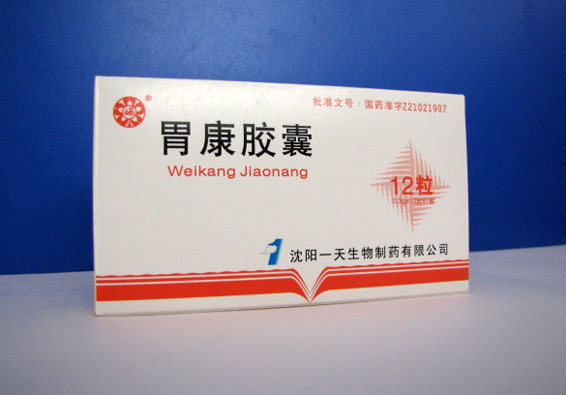 ®
批准文号：国药准字Z21021907
胃康胶囊
Weikang Jiaonang
12粒
沈阳一天生物制药有限公司